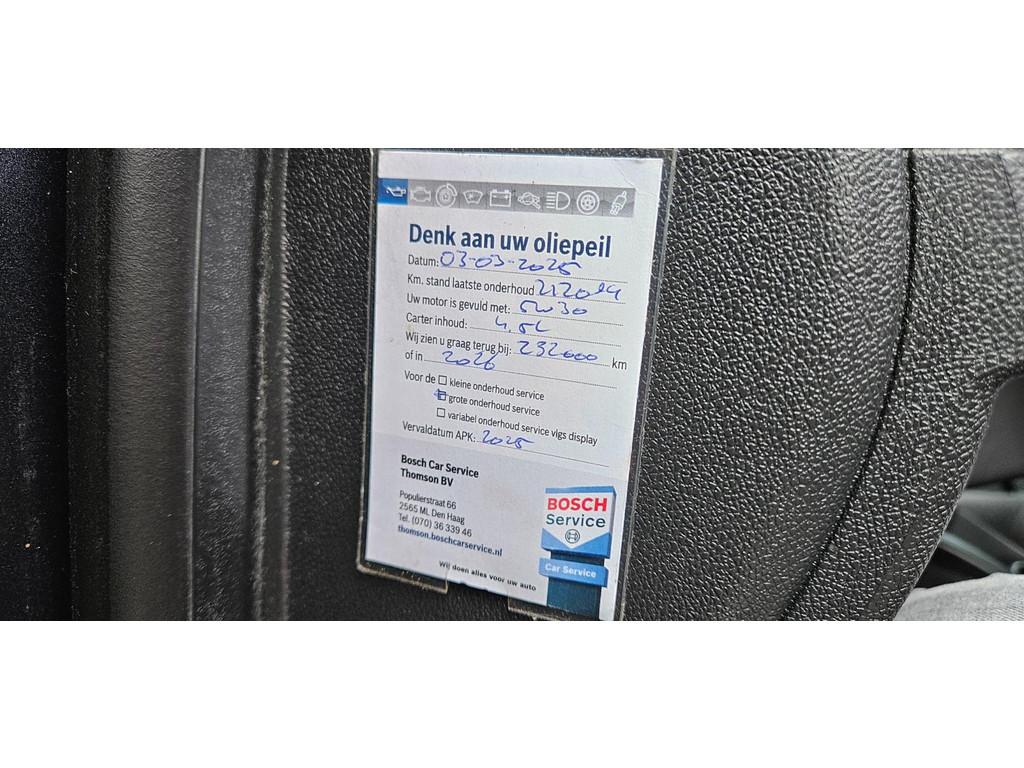 Denk aan uw oliepeil
Datum: 03-03-2025
Km. stand laatste onderhoud 212014
Uw motor is gevuld met: 5w30
Carter inhoud: 4,5L
Wij zien u graag terug bij: 232000 km
of in 2026
Voor de kleine onderhoud service
grote onderhoud service
variabel onderhoud service vlgs display
Vervaldatum APK: 2025
Bosch Car Service
Thomson BV
Populierstraat 66
2565 ML Den Haag
Tel. (070) 36 339 46
thomson.boschcarservice.nl
Wij doen alles voor uw auto
BOSCH
Service
Car Service